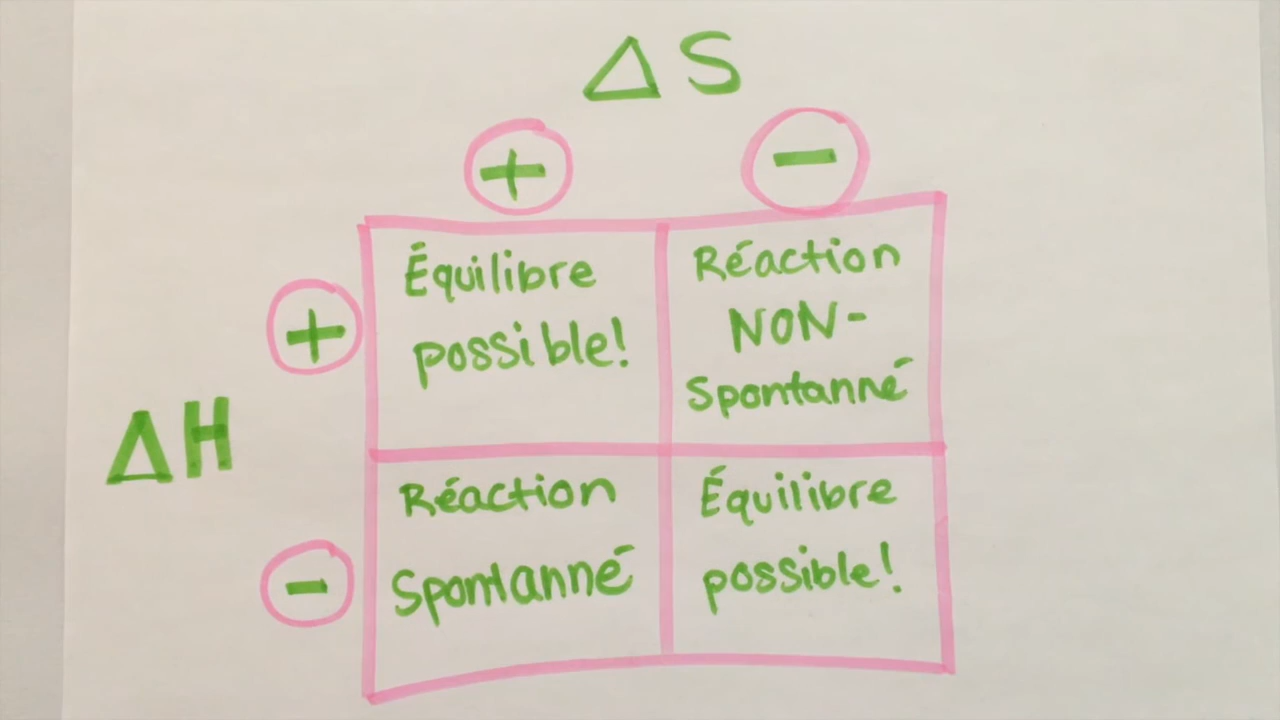 ΔS
+ −
+
Équilibre
possible!
Réaction
NON-
Spontanné
ΔH
−
Réaction
Spontanné
Équilibre
possible!